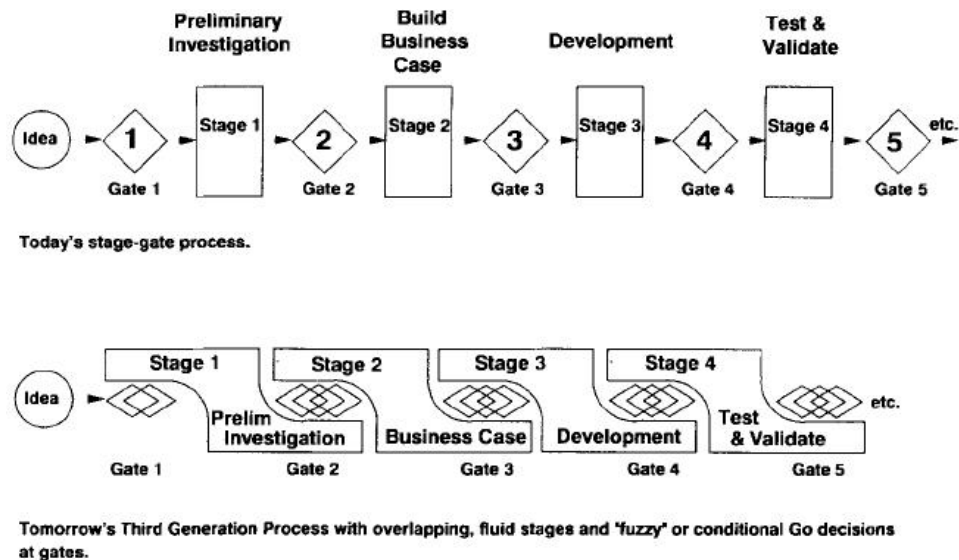 Preliminary
Investigation
Build
Business
Case
Development
Test &
Validate
Idea
1
Stage 1
2
Stage 2
3
Stage 3
4
Stage 4
5
etc.
Gate 1
Gate 2
Gate 3
Gate 4
Gate 5
Today's stage-gate process.
Stage 1
Stage 2
Stage 3
Stage 4
Idea
etc.
Prelim
Investigation
Business Case
Development
Test
& Validate
Gate 1
Gate 2
Gate 3
Gate 4
Gate 5
Tomorrow's Third Generation Process with overlapping, fluid stages and "fuzzy" or conditional Go decisions
at gates.